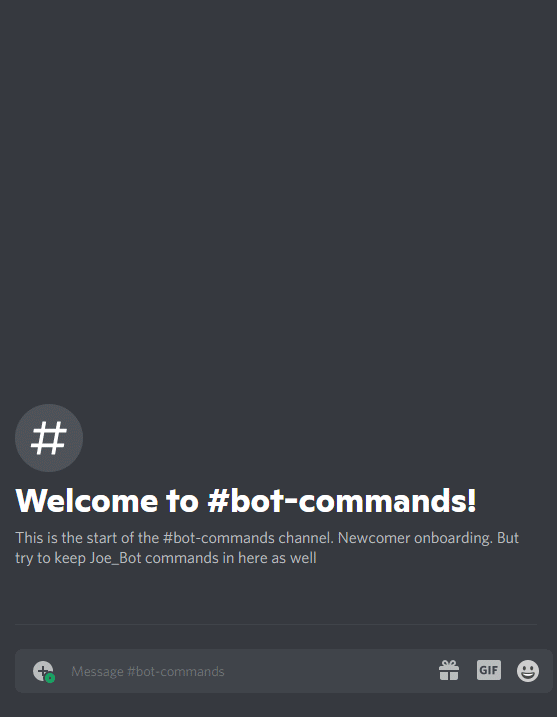 #
Welcome to #bot-commands!
This is the start of the #bot-commands channel. Newcomer onboarding. But
try to keep Joe_Bot commands in here as well
Message #bot-commands
GIF